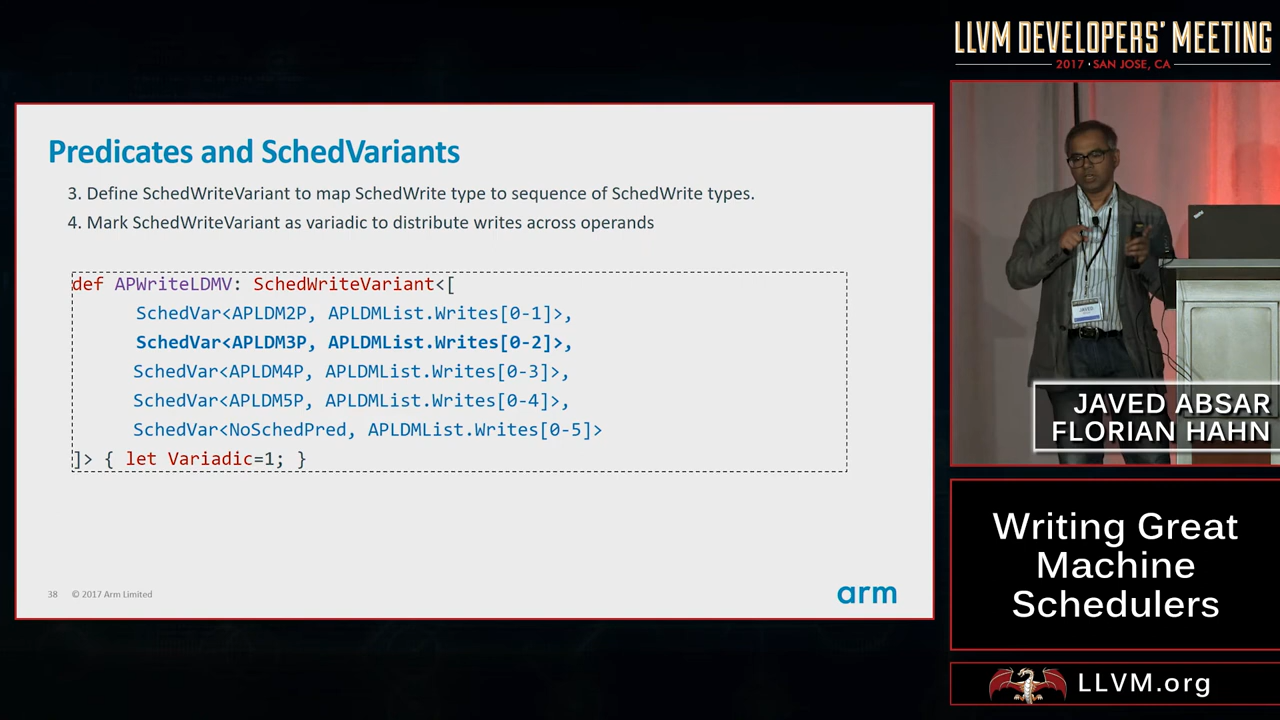 LLVM DEVELOPERS' MEETING
2017 · SAN JOSE, CA
Predicates and SchedVariants
3. Define SchedWriteVariant to map SchedWrite type to sequence of SchedWrite types.
4. Mark SchedWriteVariant as variadic to distribute writes across operands
def APWriteLDMV: SchedWriteVariant<[
SchedVar<APLDM2P, APLDMList.Writes[0-1]>,
SchedVar<APLDM3P, APLDMList.Writes[0-2]>,
SchedVar<APLDM4P, APLDMList.Writes[0-3]>,
SchedVar<APLDM5P, APLDMList.Writes[0-4]>,
SchedVar<NoSchedPred, APLDMList.Writes[0-5]>
]> { let Variadic=1; }
38 © 2017 Arm Limited
arm
JAVED
JAVED ABSAR
FLORIAN HAHN
Writing Great
Machine
Schedulers
LLVM.org